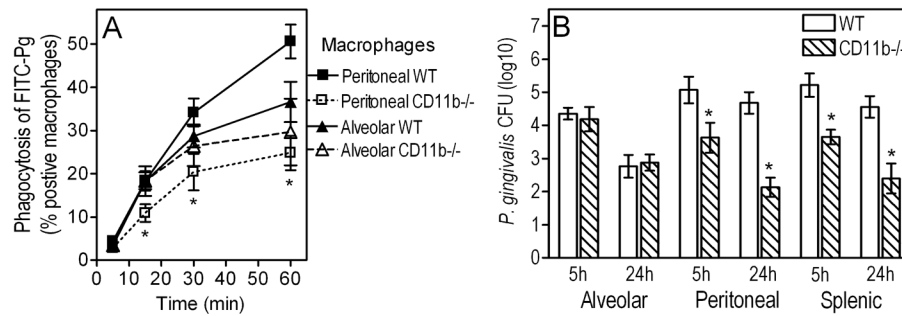 A
Phagocytosis of FITC-Pg
(% postive macrophages)
50
40
30
20
10
0
0 10 20 30 40 50 60
Time (min)
Macrophages
Peritoneal WT
Peritoneal CD11b-/-
Alveolar WT
Alveolar CD11b-/-
*
*
*
B
P. gingivalis CFU (log10)
7
6
5
4
3
2
1
0
WT
CD11b-/-
*
*
*
*
5h 24h 5h 24h 5h 24h
Alveolar Peritoneal Splenic